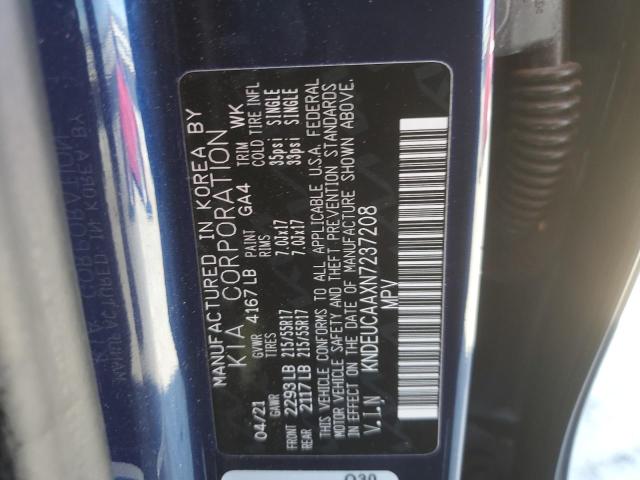 MANUFACTURED IN KOREA BY
KIA CORPORATION
04/21 GVWR 4167 LB PAINT GA4 TRIM WK
GAWR TIRES RIMS COLD TIRE INFL
FRONT 2293 LB 215/55R17 7.0Jx17 35psi SINGLE
REAR 2117 LB 215/55R17 7.0Jx17 33psi SINGLE
THIS VEHICLE CONFORMS TO ALL APPLICABLE U.S.A. FEDERAL
MOTOR VEHICLE SAFETY AND THEFT PREVENTION STANDARDS
IN EFFECT ON THE DATE OF MANUFACTURE SHOWN ABOVE.
V.I.N KNDEUCAAXN7237208
MPV